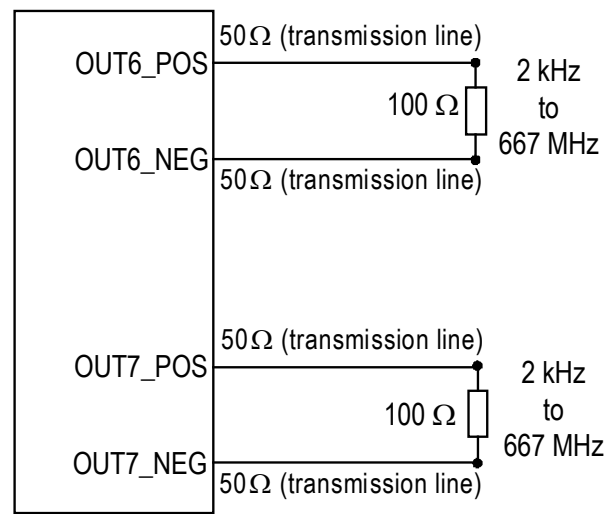 50Ω (transmission line)
OUT6_POS
100 Ω
2 kHz
to
667 MHz
OUT6_NEG
50Ω (transmission line)
50Ω (transmission line)
OUT7_POS
100 Ω
2 kHz
to
667 MHz
OUT7_NEG
50Ω (transmission line)